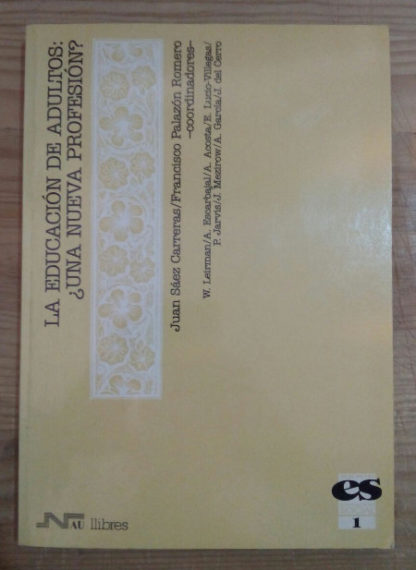 LA EDUCACIÓN DE ADULTOS:
¿UNA NUEVA PROFESIÓN?
Juan Sáez Carreras/Francisco Palazón Romero
–coordinadores–
W. Leirman/A. Escarbajal/A. Acosta/E. Lucio-Villegas/
P. Jarvis/J. Mezirow/A. García/J. del Cerro
NAU llibres
es
1